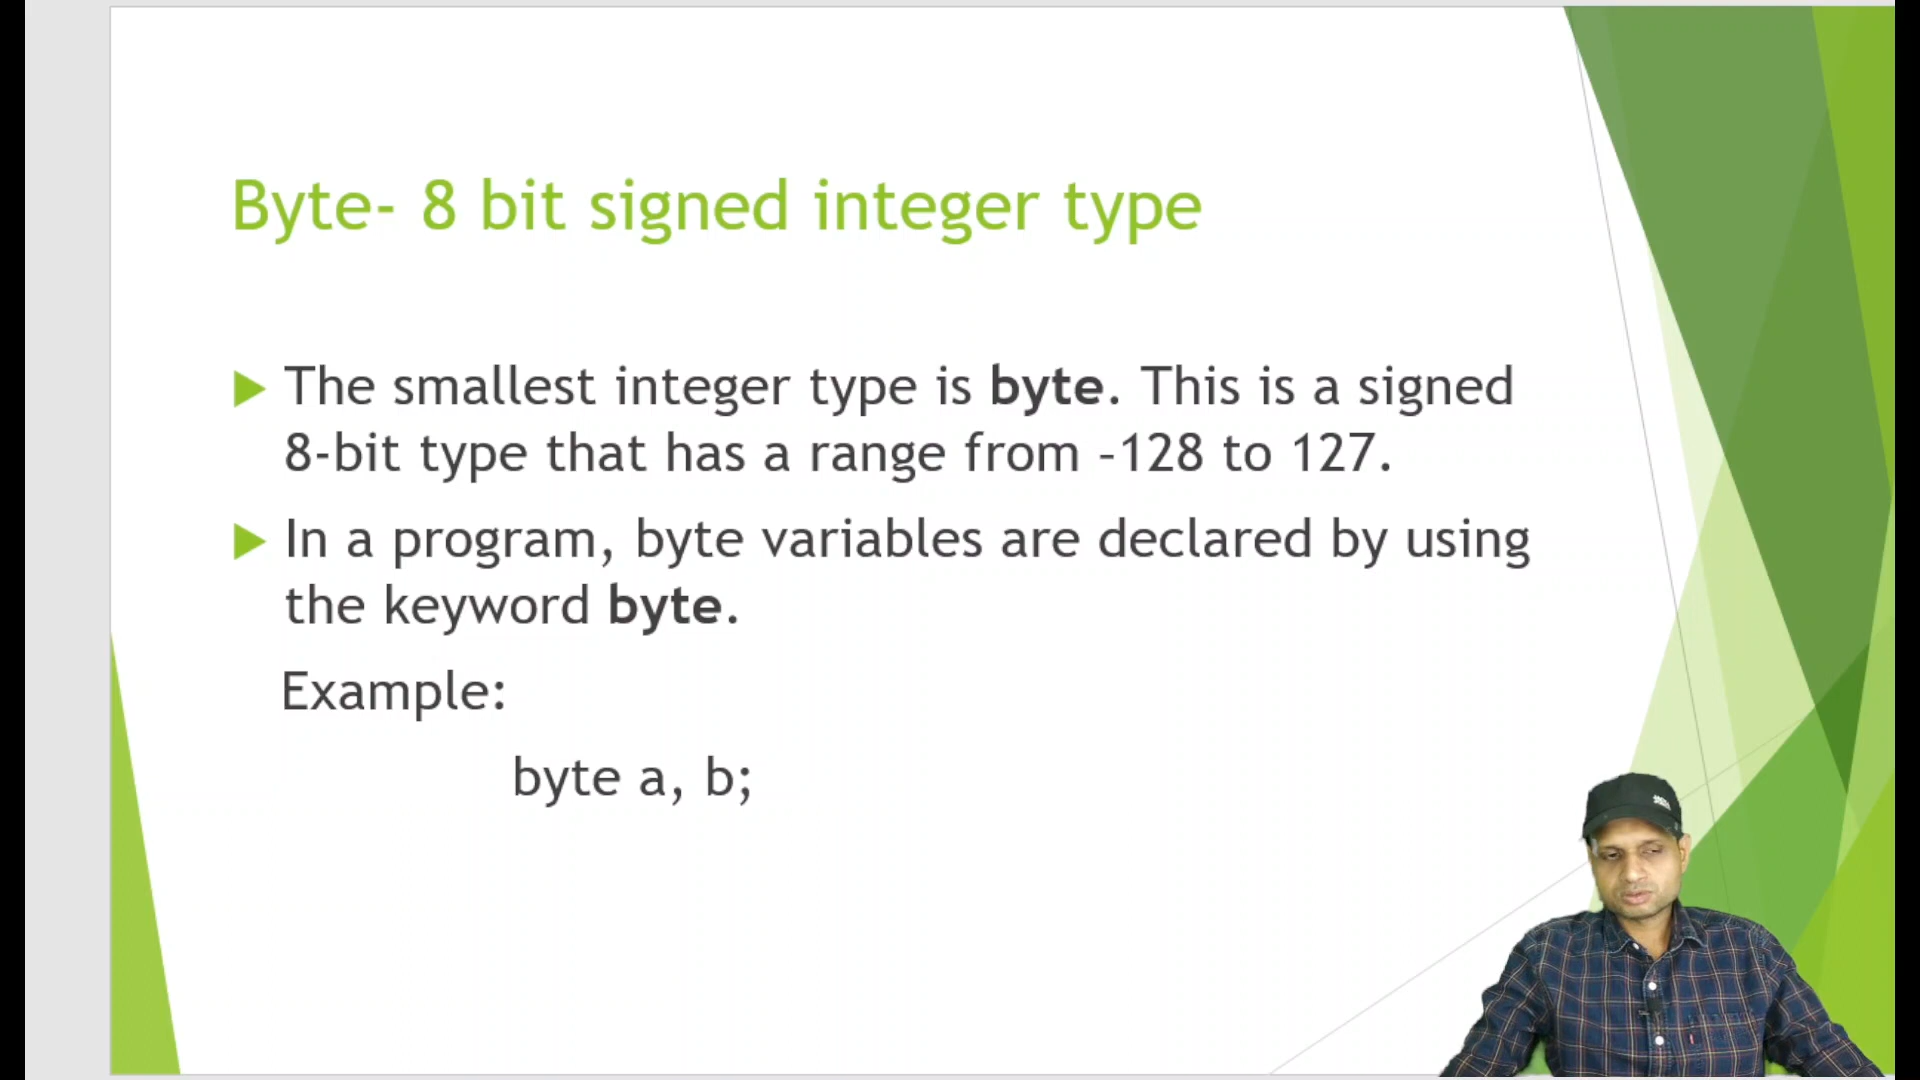 Byte- 8 bit signed integer type
The smallest integer type is byte. This is a signed
8-bit type that has a range from –128 to 127.
In a program, byte variables are declared by using
the keyword byte.
Example:
byte a, b;